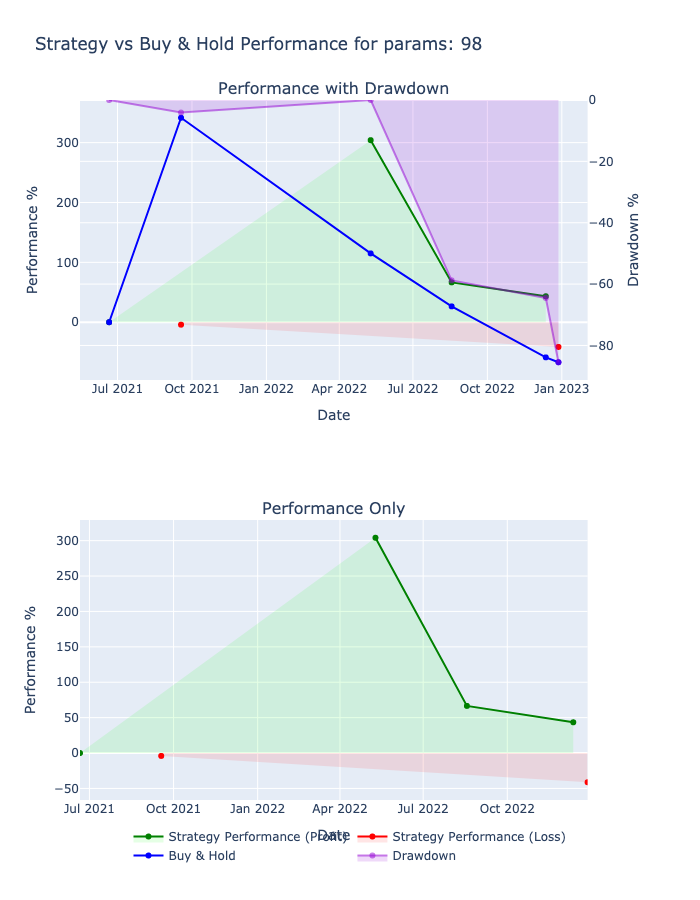 Strategy vs Buy & Hold Performance for params: 98
Performance with Drawdown
300
200
100
0
Performance %
0
−20
−40
−60
−80
Drawdown %
Jul 2021 Oct 2021 Jan 2022 Apr 2022 Jul 2022 Oct 2022 Jan 2023
Date
Performance Only
300
250
200
150
100
50
0
−50
Performance %
Jul 2021 Oct 2021 Jan 2022 Apr 2022 Jul 2022 Oct 2022
Date
Strategy Performance (Profit) Strategy Performance (Loss)
Buy & Hold Drawdown